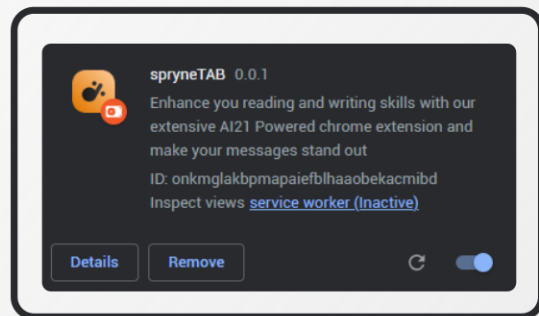 spryneTAB 0.0.1
Enhance you reading and writing skills with our
extensive AI21 Powered chrome extension and
make your messages stand out
ID: onkmglakbpmapaiefblhaaobekacmibd
Inspect views service worker (Inactive)
Details Remove